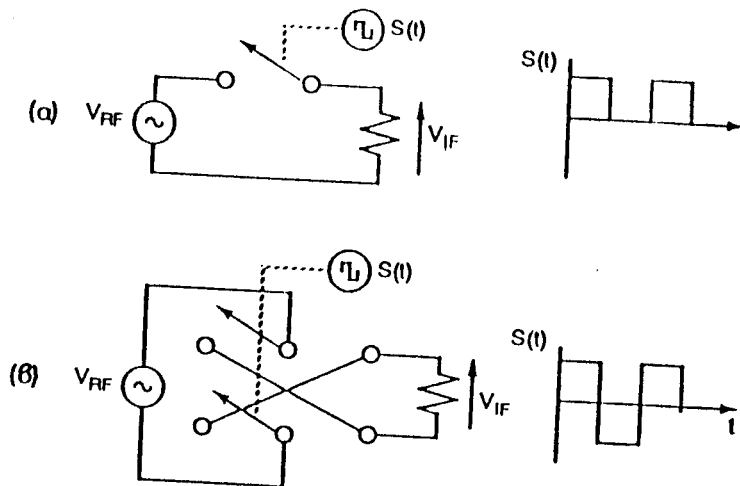 S(t)
S(t)
(α)
V_RF
V_IF
S(t)
(β)
V_RF
V_IF
S(t)
t